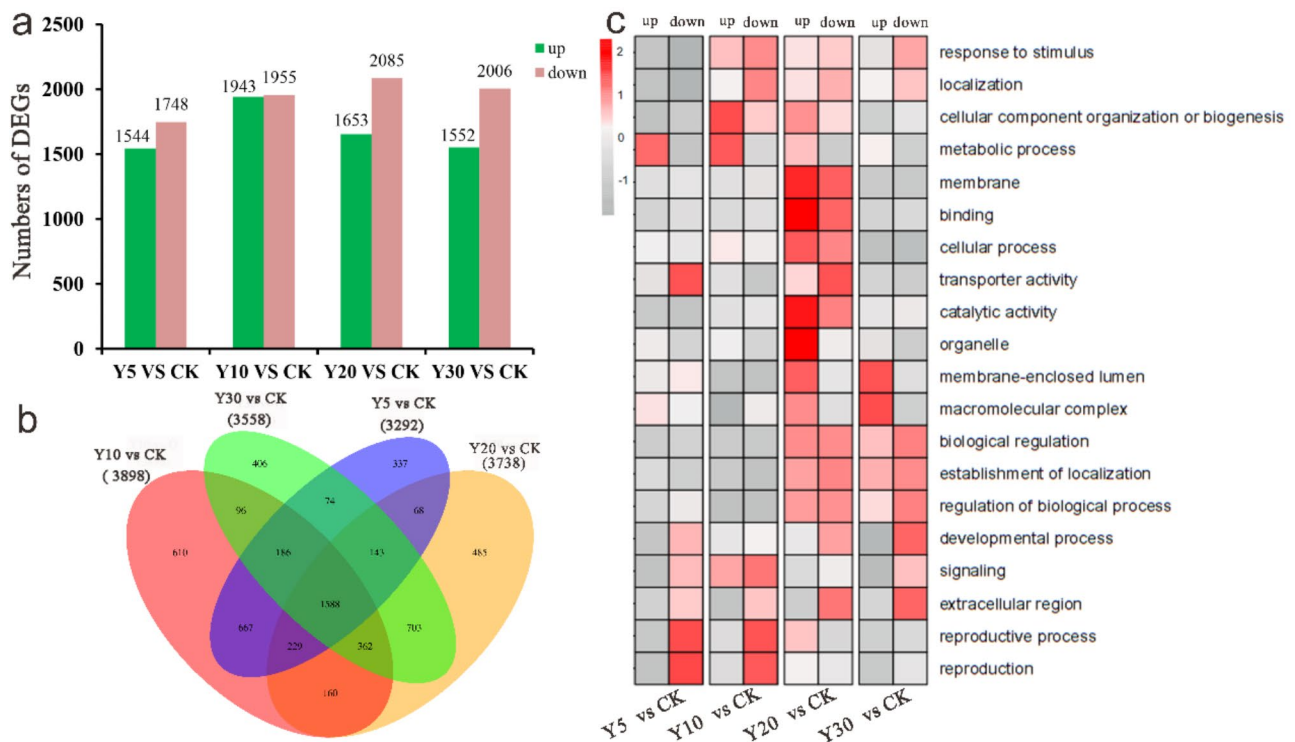 a
2500
2000
1500
1000
500
0
Numbers of DEGs
up
down
1544
1748
1943
1955
1653
2085
1552
2006
Y5 VS CK
Y10 VS CK
Y20 VS CK
Y30 VS CK
b
Y30 vs CK
(3558)
Y5 vs CK
(3292)
Y10 vs CK
( 3898)
Y20 vs CK
(3738)
406
337
96
74
68
610
186
143
485
1588
667
229
362
703
160
c
up down up down up down up down
2
1
0
-1
response to stimulus
localization
cellular component organization or biogenesis
metabolic process
membrane
binding
cellular process
transporter activity
catalytic activity
organelle
membrane-enclosed lumen
macromolecular complex
biological regulation
establishment of localization
regulation of biological process
developmental process
signaling
extracellular region
reproductive process
reproduction
Y5 vs CK
Y10 vs CK
Y20 vs CK
Y30 vs CK